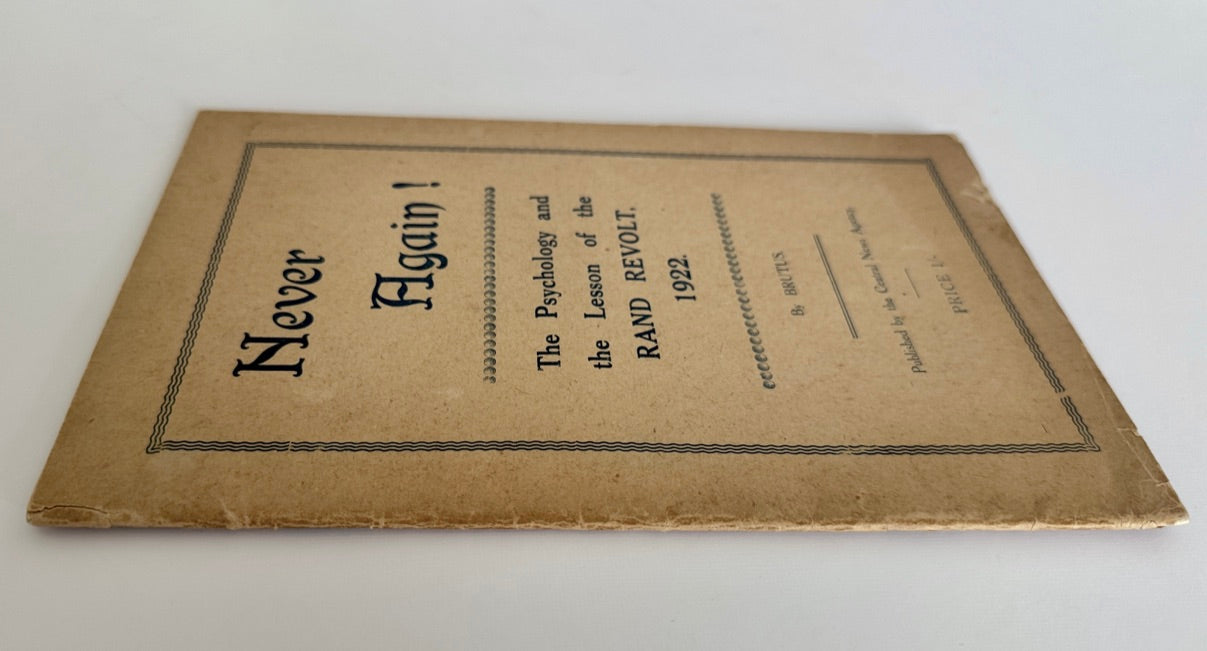 Never
Again!
The Psychology and
the Lesson of the
RAND REVOLT,
1922.
By BRUTUS.
Published by the Central News Agency.
PRICE 1/-